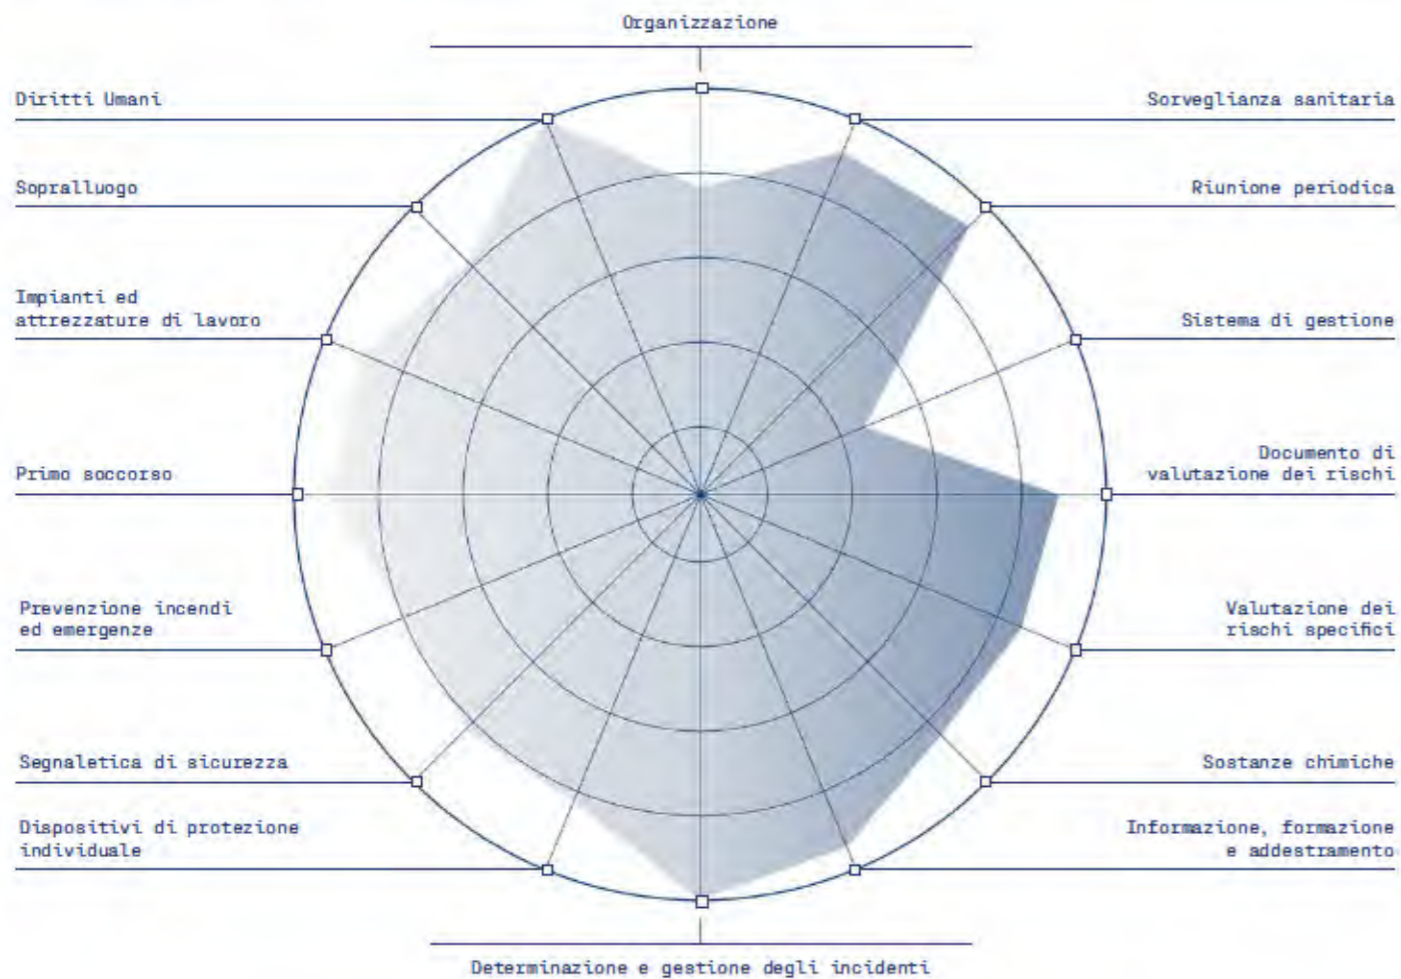 Organizzazione
Diritti Umani
Sorveglianza sanitaria
Sopralluogo
Riunione periodica
Impianti ed
attrezzature di lavoro
Sistema di gestione
Primo soccorso
Documento di
valutazione dei rischi
Prevenzione incendi
ed emergenze
Valutazione dei
rischi specifici
Segnaletica di sicurezza
Sostanze chimiche
Dispositivi di protezione
individuale
Informazione, formazione
e addestramento
Determinazione e gestione degli incidenti